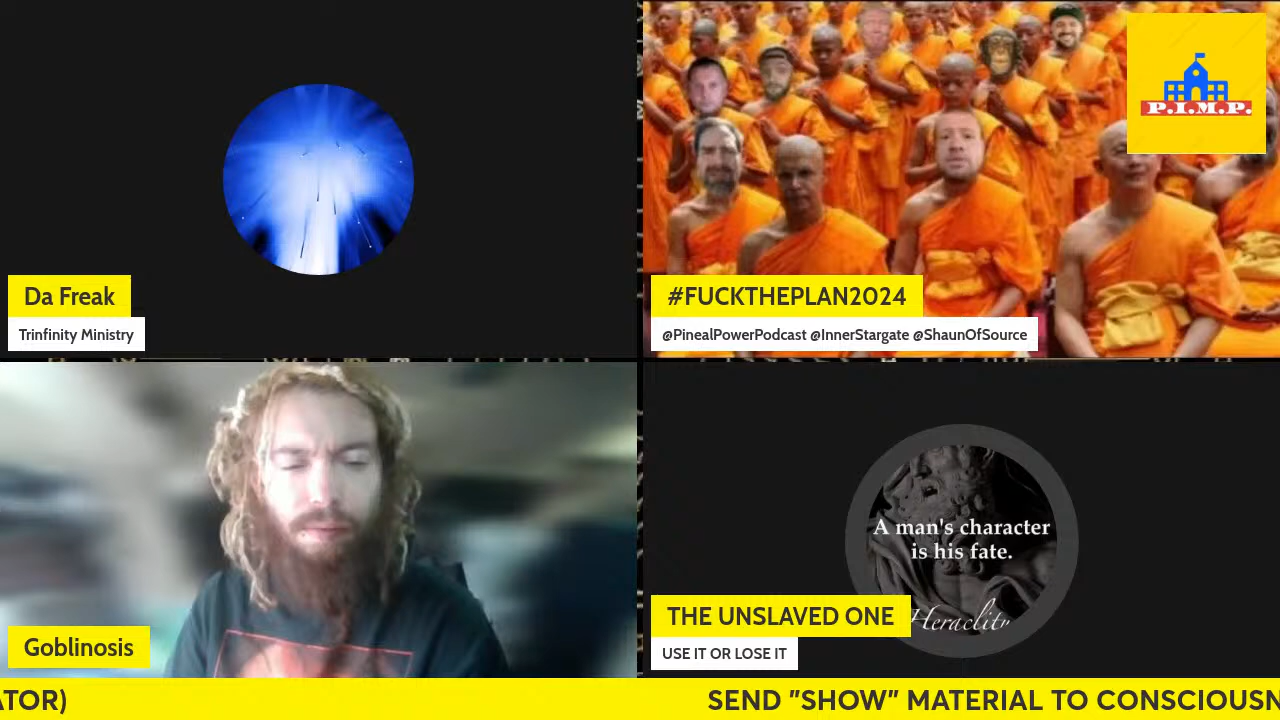 P.I.M.P.
Da Freak
Trinfinity Ministry
#FUCKTHEPLAN2024
@PinealPowerPodcast @InnerStargate @ShaunOfSource
Goblinosis
A man's character
is his fate.
Heraclitu
THE UNSLAVED ONE
USE IT OR LOSE IT
ATOR)
SEND "SHOW" MATERIAL TO CONSCIOUSN